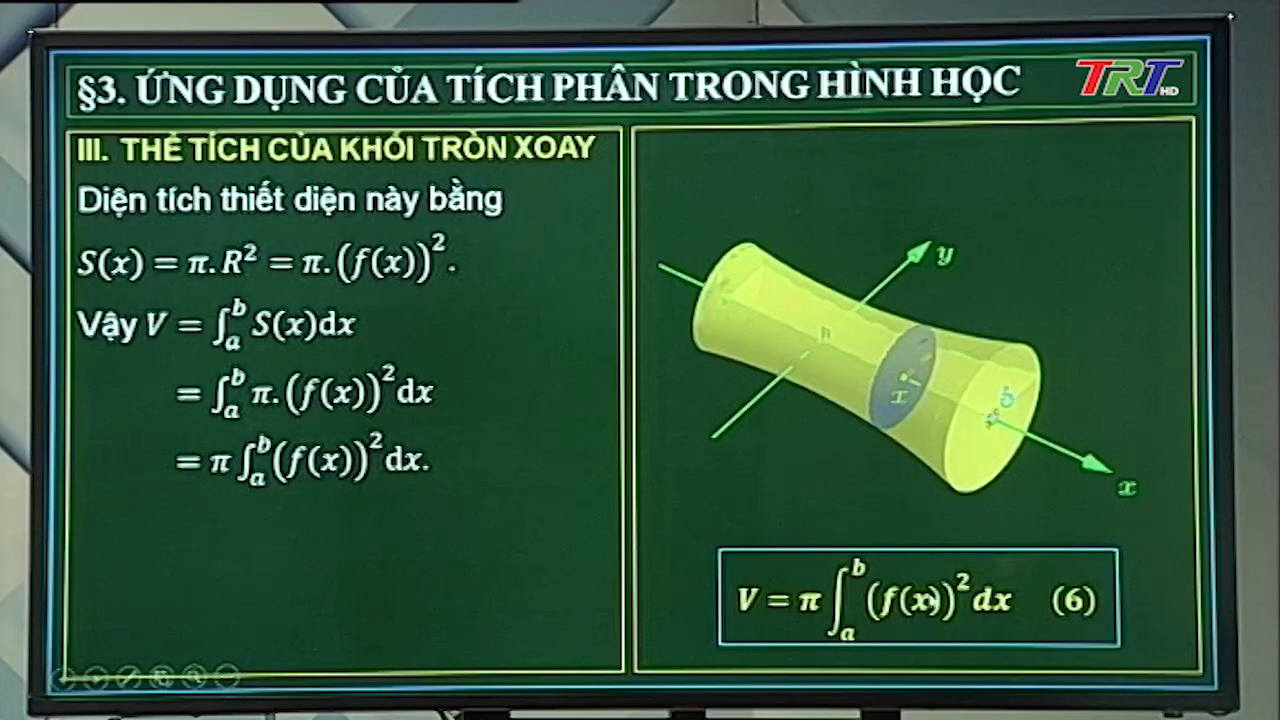 §3. ỨNG DỤNG CỦA TÍCH PHÂN TRONG HÌNH HỌC
TRT HD
III. THỂ TÍCH CỦA KHỐI TRÒN XOAY
Diện tích thiết diện này bằng
S(x) = π.R² = π.(f(x))².
Vậy V = ∫ₐᵇ S(x)dx
= ∫ₐᵇ π.(f(x))²dx
= π ∫ₐᵇ (f(x))²dx.
y
x
b
x
V = π ∫ₐᵇ (f(x))² dx (6)